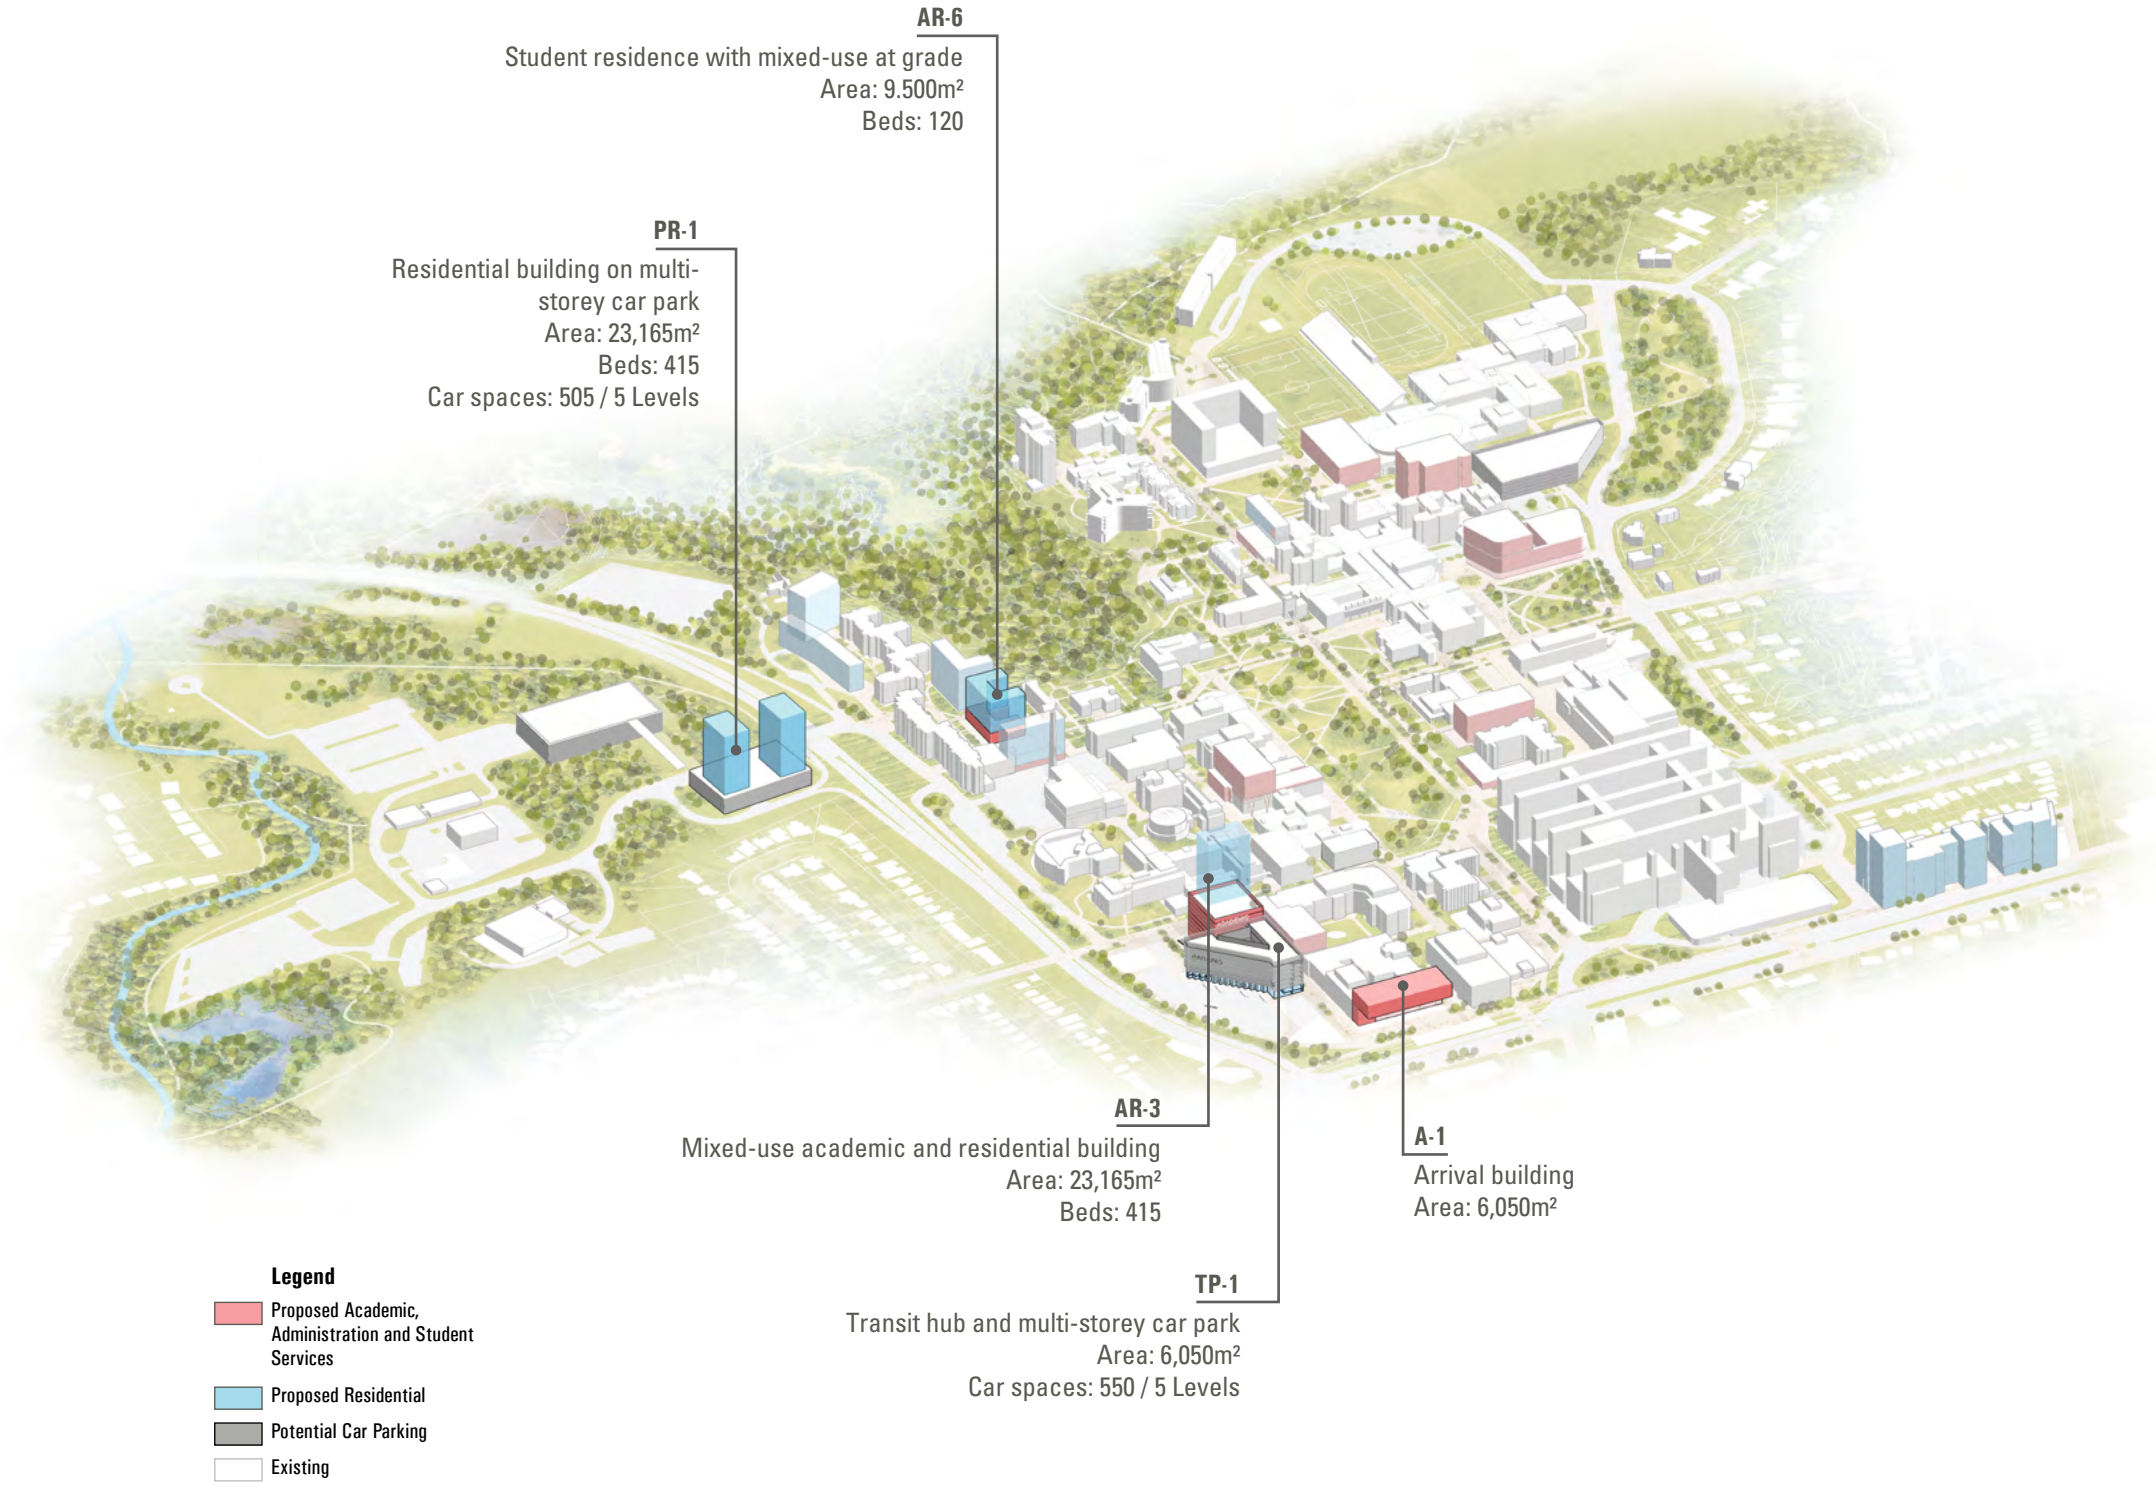 AR-6
Student residence with mixed-use at grade
Area: 9.500m²
Beds: 120
PR-1
Residential building on multi-
storey car park
Area: 23,165m²
Beds: 415
Car spaces: 505 / 5 Levels
AR-3
Mixed-use academic and residential building
Area: 23,165m²
Beds: 415
A-1
Arrival building
Area: 6,050m²
TP-1
Transit hub and multi-storey car park
Area: 6,050m²
Car spaces: 550 / 5 Levels
Legend
Proposed Academic,
Administration and Student
Services
Proposed Residential
Potential Car Parking
Existing